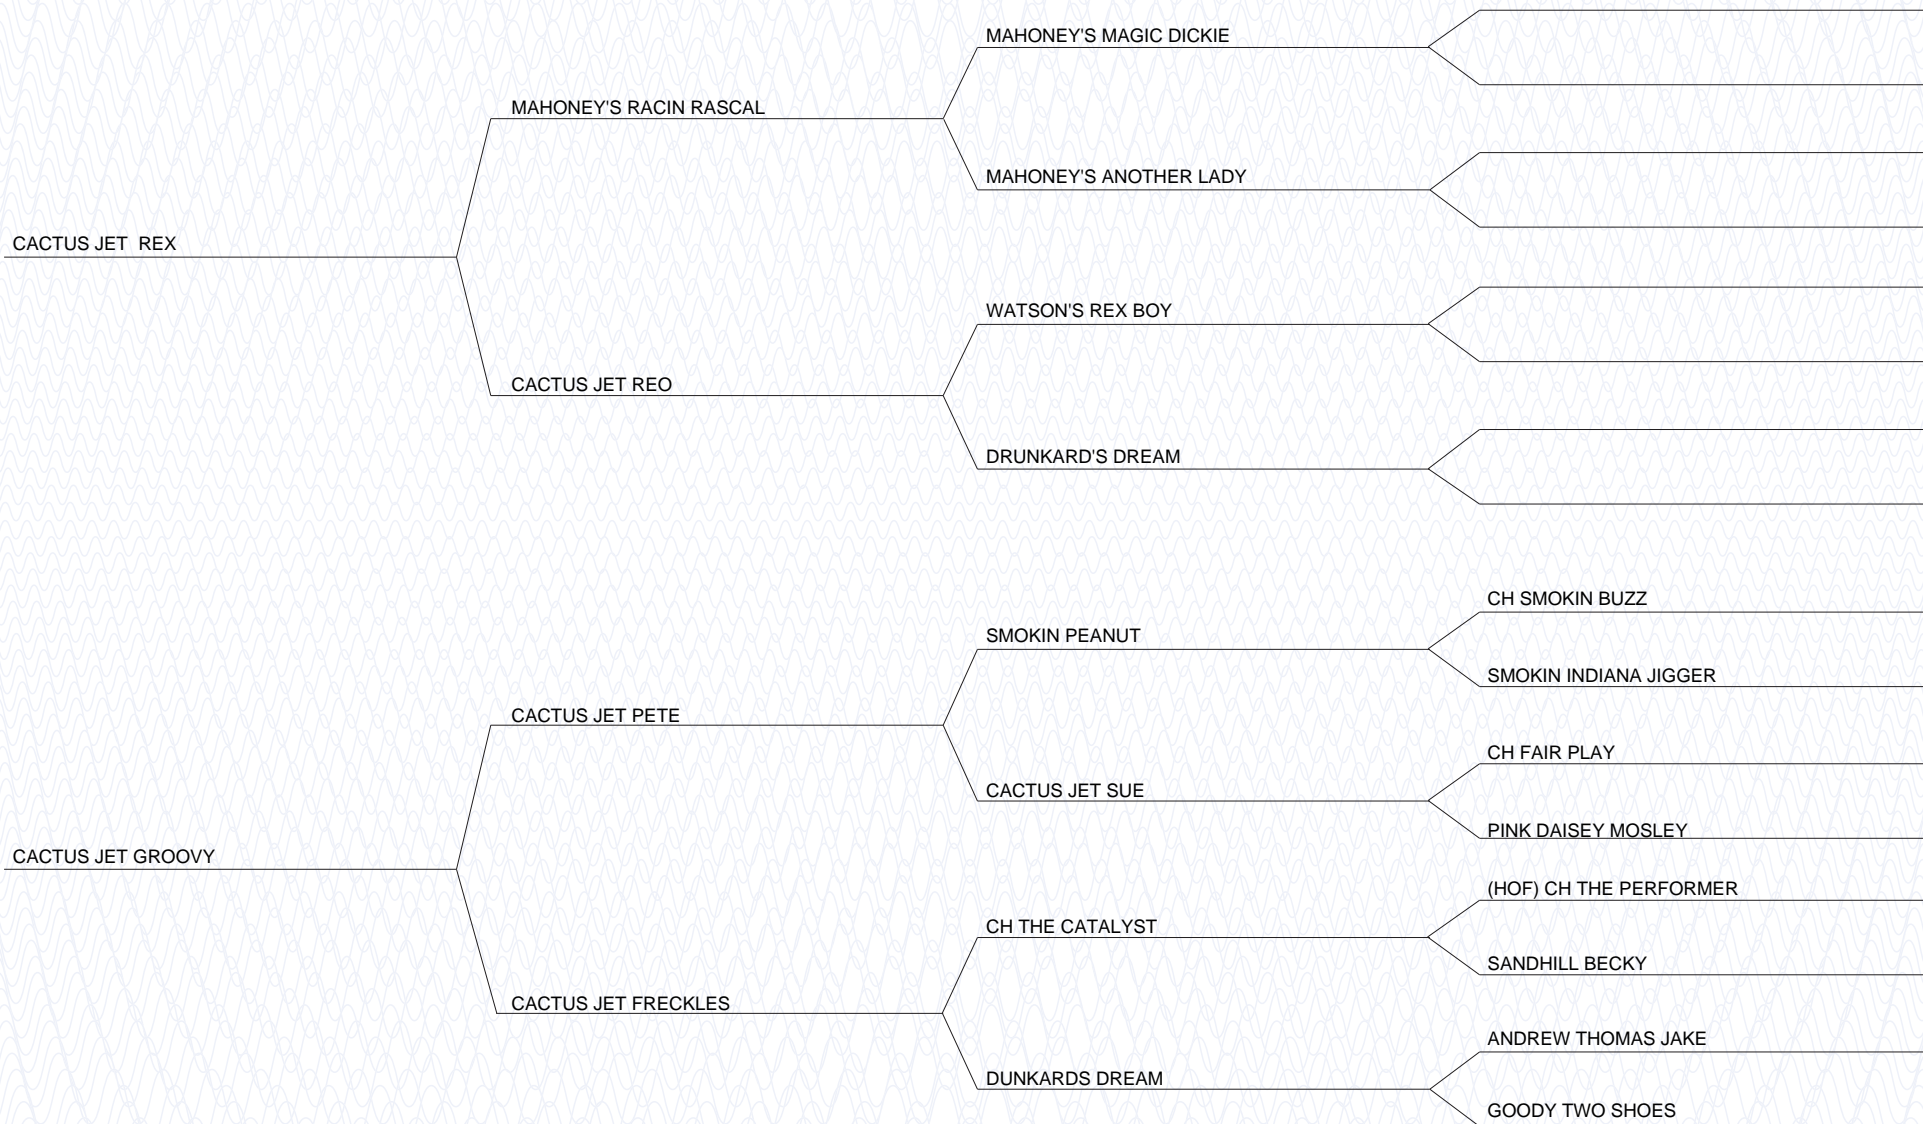 MAHONEY'S MAGIC DICKIE
MAHONEY'S RACIN RASCAL
MAHONEY'S ANOTHER LADY
CACTUS JET  REX
WATSON'S REX BOY
CACTUS JET REO
DRUNKARD'S DREAM
CH SMOKIN BUZZ
SMOKIN PEANUT
SMOKIN INDIANA JIGGER
CACTUS JET PETE
CH FAIR PLAY
CACTUS JET SUE
PINK DAISEY MOSLEY
CACTUS JET GROOVY
(HOF) CH THE PERFORMER
CH THE CATALYST
SANDHILL BECKY
CACTUS JET FRECKLES
ANDREW THOMAS JAKE
DUNKARDS DREAM
GOODY TWO SHOES